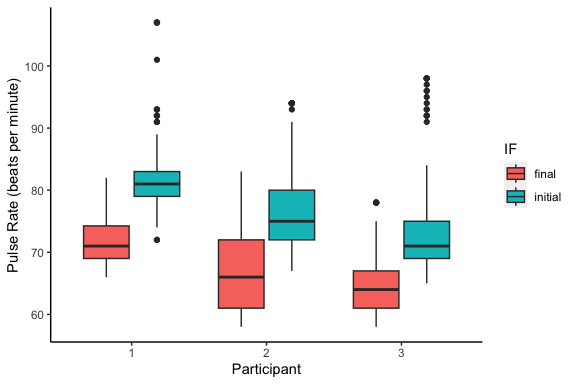 Pulse Rate (beats per minute)
100
90
80
70
60
1 2 3
Participant
IF
final
initial